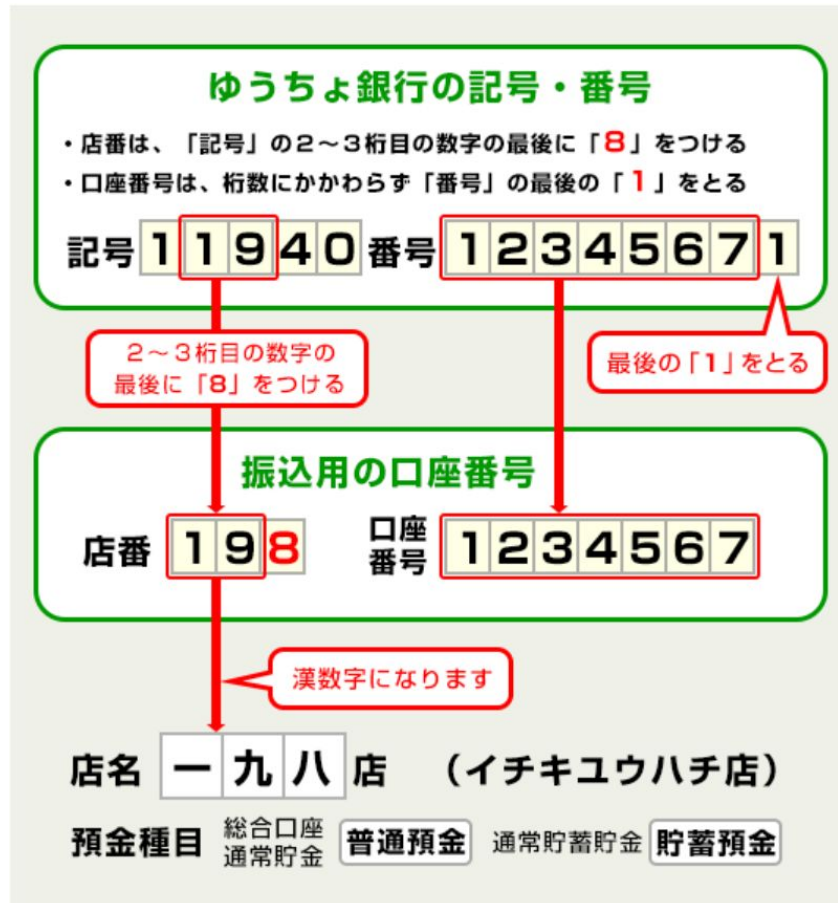 ゆうちょ銀行の記号・番号
・店番は、「記号」の2～3桁目の数字の最後に「8」をつける
・口座番号は、桁数にかかわらず「番号」の最後の「1」をとる
記号 1 1 9 4 0 番号 1 2 3 4 5 6 7 1
2～3桁目の数字の
最後に「8」をつける
最後の「1」をとる
振込用の口座番号
店番 1 9 8
口座
番号
1 2 3 4 5 6 7
漢数字になります
店名 一 九 八 店 （イチキユウハチ店）
預金種目
総合口座
通常貯金
普通預金
通常貯蓄貯金
貯蓄預金